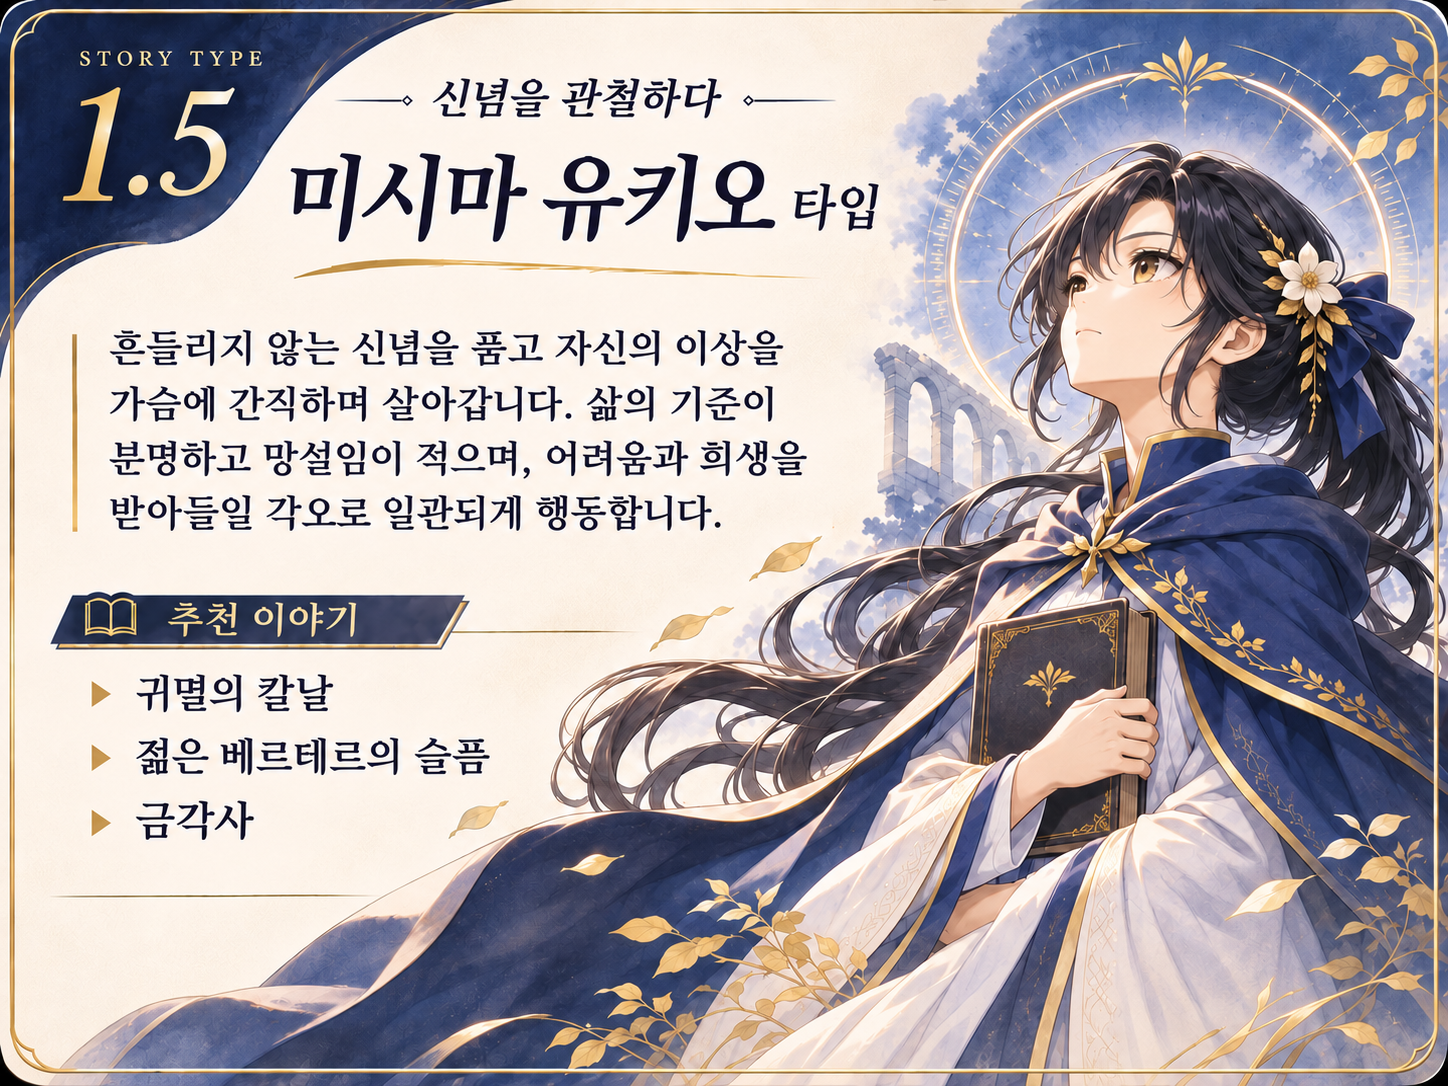 STORY TYPE
1.5
신념을 관철하다
미시마 유키오 타입
흔들리지 않는 신념을 품고 자신의 이상을
가슴에 간직하며 살아갑니다. 삶의 기준이
분명하고 망설임이 적으며, 어려움과 희생을
받아들일 각오로 일관되게 행동합니다.
추천 이야기
귀멸의 칼날
젊은 베르테르의 슬픔
금각사